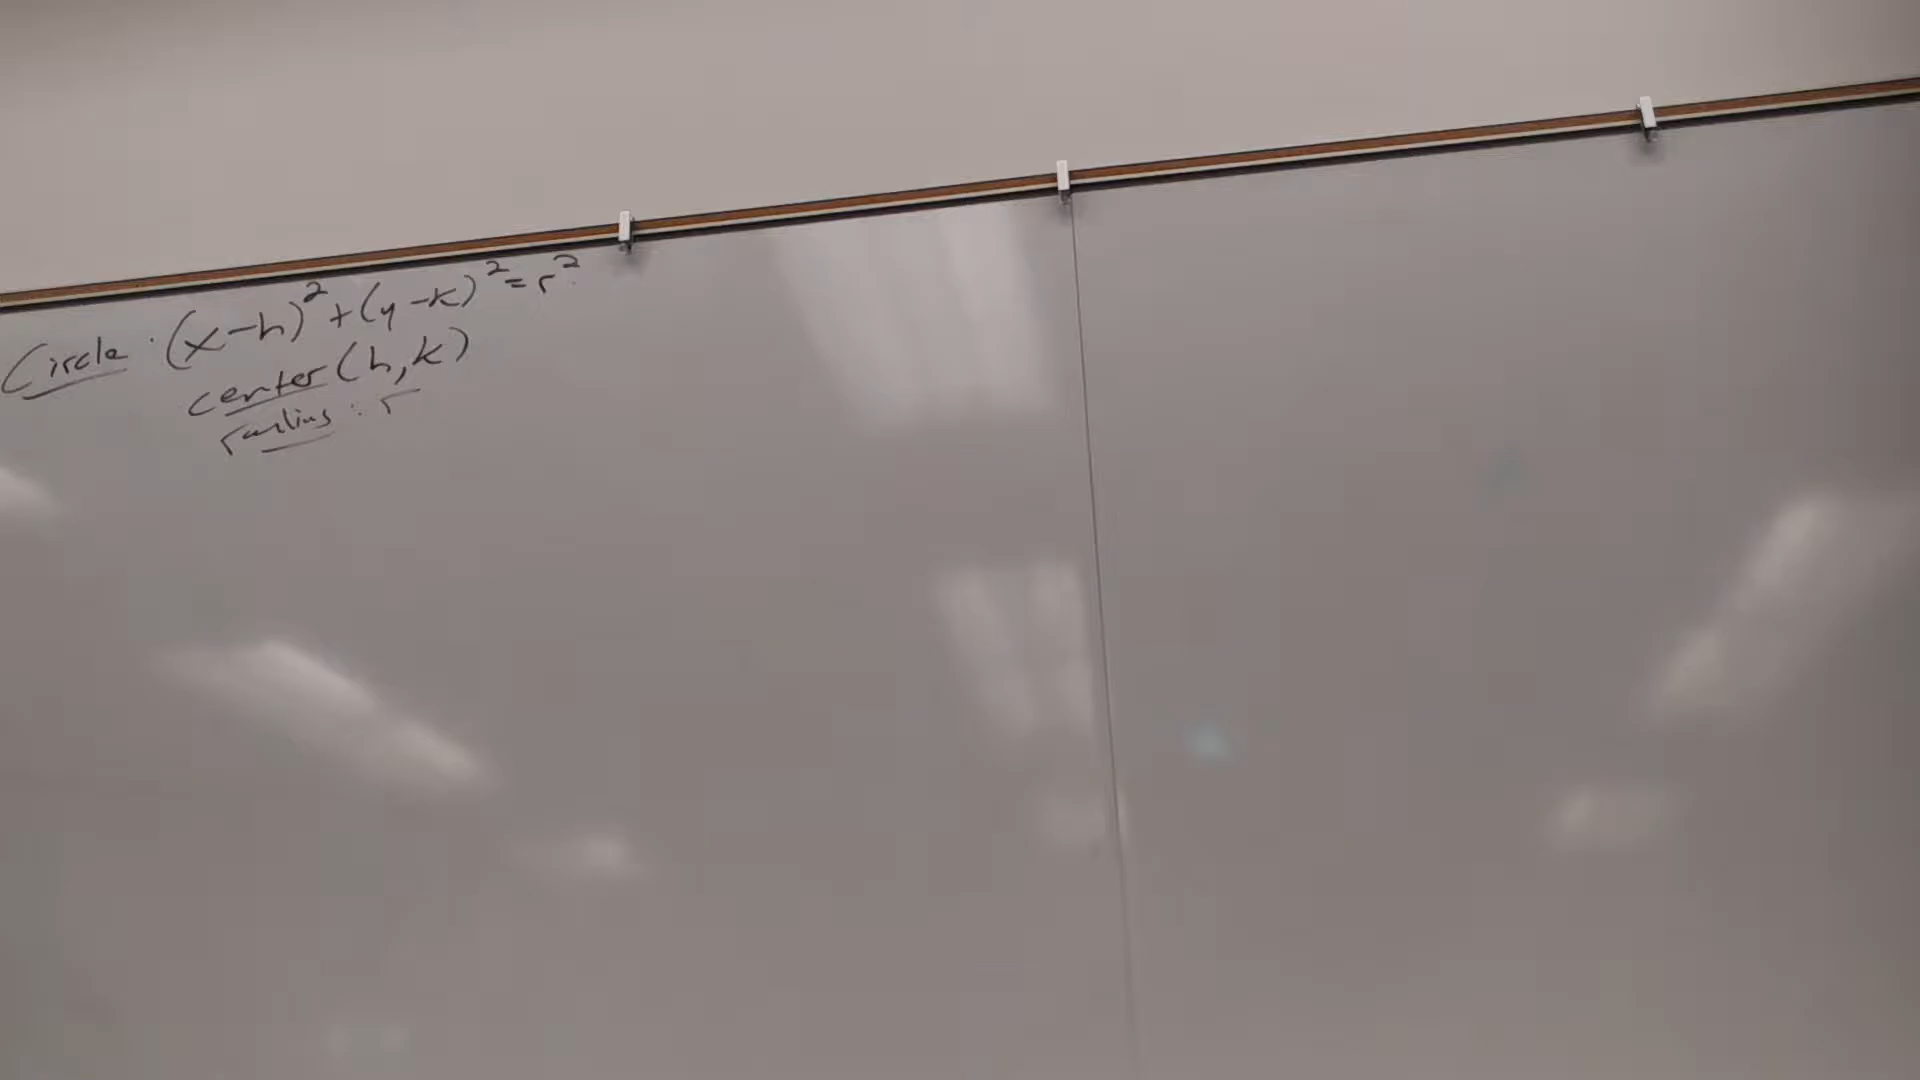 Circle: (x-h)²+(y-k)²=r²
center (h,k)
radius: r